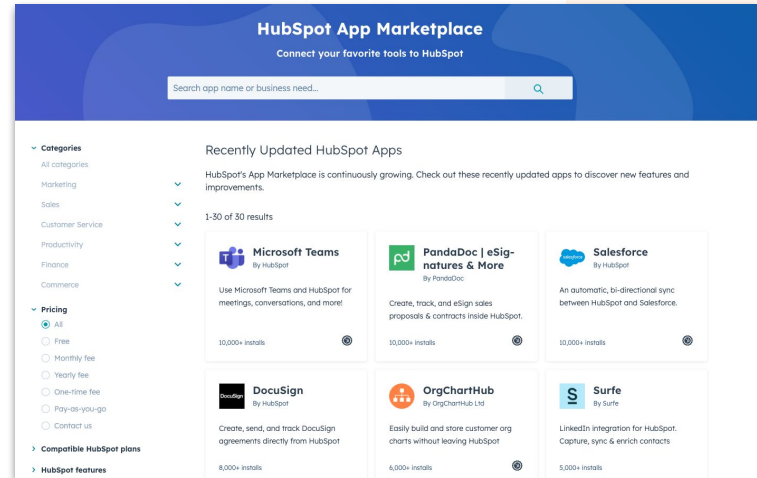 HubSpot App Marketplace
Connect your favorite tools to HubSpot
Search app name or business need...
Categories
All categories
Marketing
Sales
Customer Service
Productivity
Finance
Commerce
Pricing
All
Free
Monthly fee
Yearly fee
One-time fee
Pay-as-you-go
Contact us
Compatible HubSpot plans
HubSpot features
Recently Updated HubSpot Apps
HubSpot's App Marketplace is continuously growing. Check out these recently updated apps to discover new features and
improvements.
1-30 of 30 results
Microsoft Teams
By HubSpot
Use Microsoft Teams and HubSpot for
meetings, conversations, and more!
10,000+ installs
pd
PandaDoc | eSig-
natures & More
By PandaDoc
Create, track, and eSign sales
proposals & contracts inside HubSpot.
10,000+ installs
salesforce
Salesforce
By HubSpot
An automatic, bi-directional sync
between HubSpot and Salesforce.
10,000+ installs
DocuSign
DocuSign
By HubSpot
Create, send, and track DocuSign
agreements directly from HubSpot
8,000+ installs
OrgChartHub
By OrgChartHub Ltd
Easily build and store customer org
charts without leaving HubSpot
6,000+ installs
S
Surfe
By Surfe
LinkedIn integration for HubSpot.
Capture, sync & enrich contacts
5,000+ installs